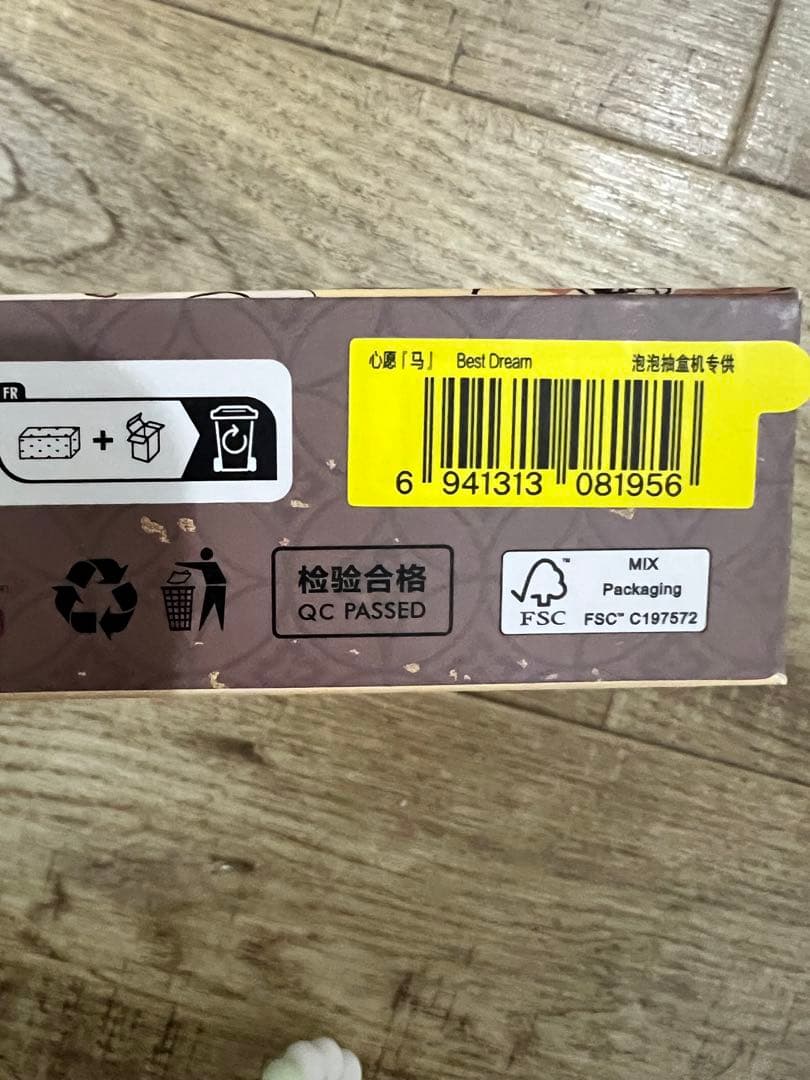 FR
心愿「马」 Best Dream 泡泡抽盒机专供
6 941313 081956
检验合格
QC PASSED
FSC™
MIX
Packaging
FSC™ C197572